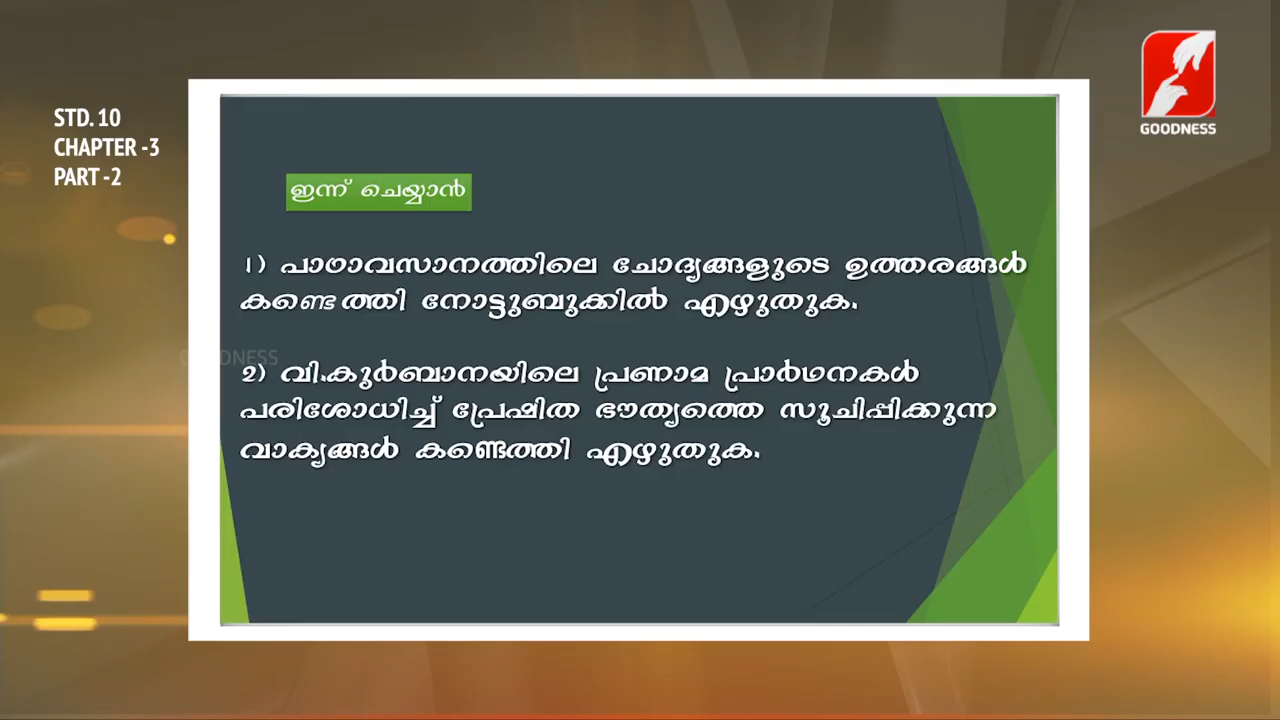 STD. 10
CHAPTER -3
PART -2
GOODNESS
ഇന്ന് ചെയ്യാൻ
1) പാഠാവസാനത്തിലെ ചോദ്യങ്ങളുടെ ഉത്തരങ്ങൾ
കണ്ടെത്തി നോട്ടുബുക്കിൽ എഴുതുക.
GOODNESS
2) വി.കുർബാനയിലെ പ്രണാമ പ്രാർഥനകൾ
പരിശോധിച്ച് പ്രേഷിത ഭൗത്യത്തെ സൂചിപ്പിക്കുന്ന
വാക്യങ്ങൾ കണ്ടെത്തി എഴുതുക.